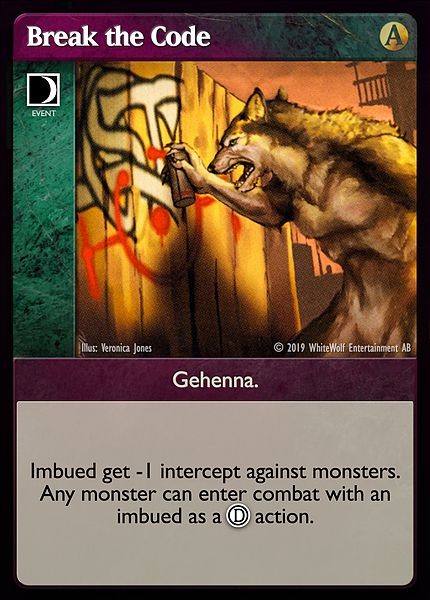 Break the Code
A
EVENT
Illus: Veronica Jones
© 2019 WhiteWolf Entertainment AB
Gehenna.
Imbued get -1 intercept against monsters.
Any monster can enter combat with an
imbued as a Ⓓ action.